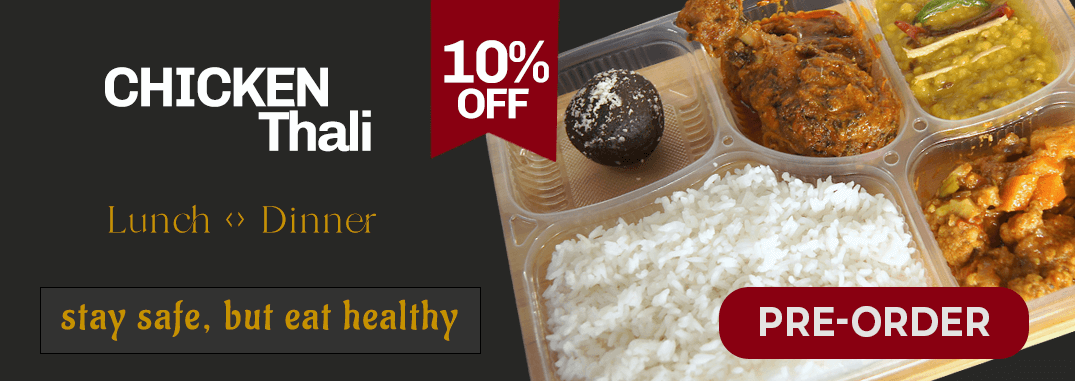 CHICKEN
Thali
10%
OFF
Lunch <> Dinner
stay safe, but eat healthy
PRE-ORDER